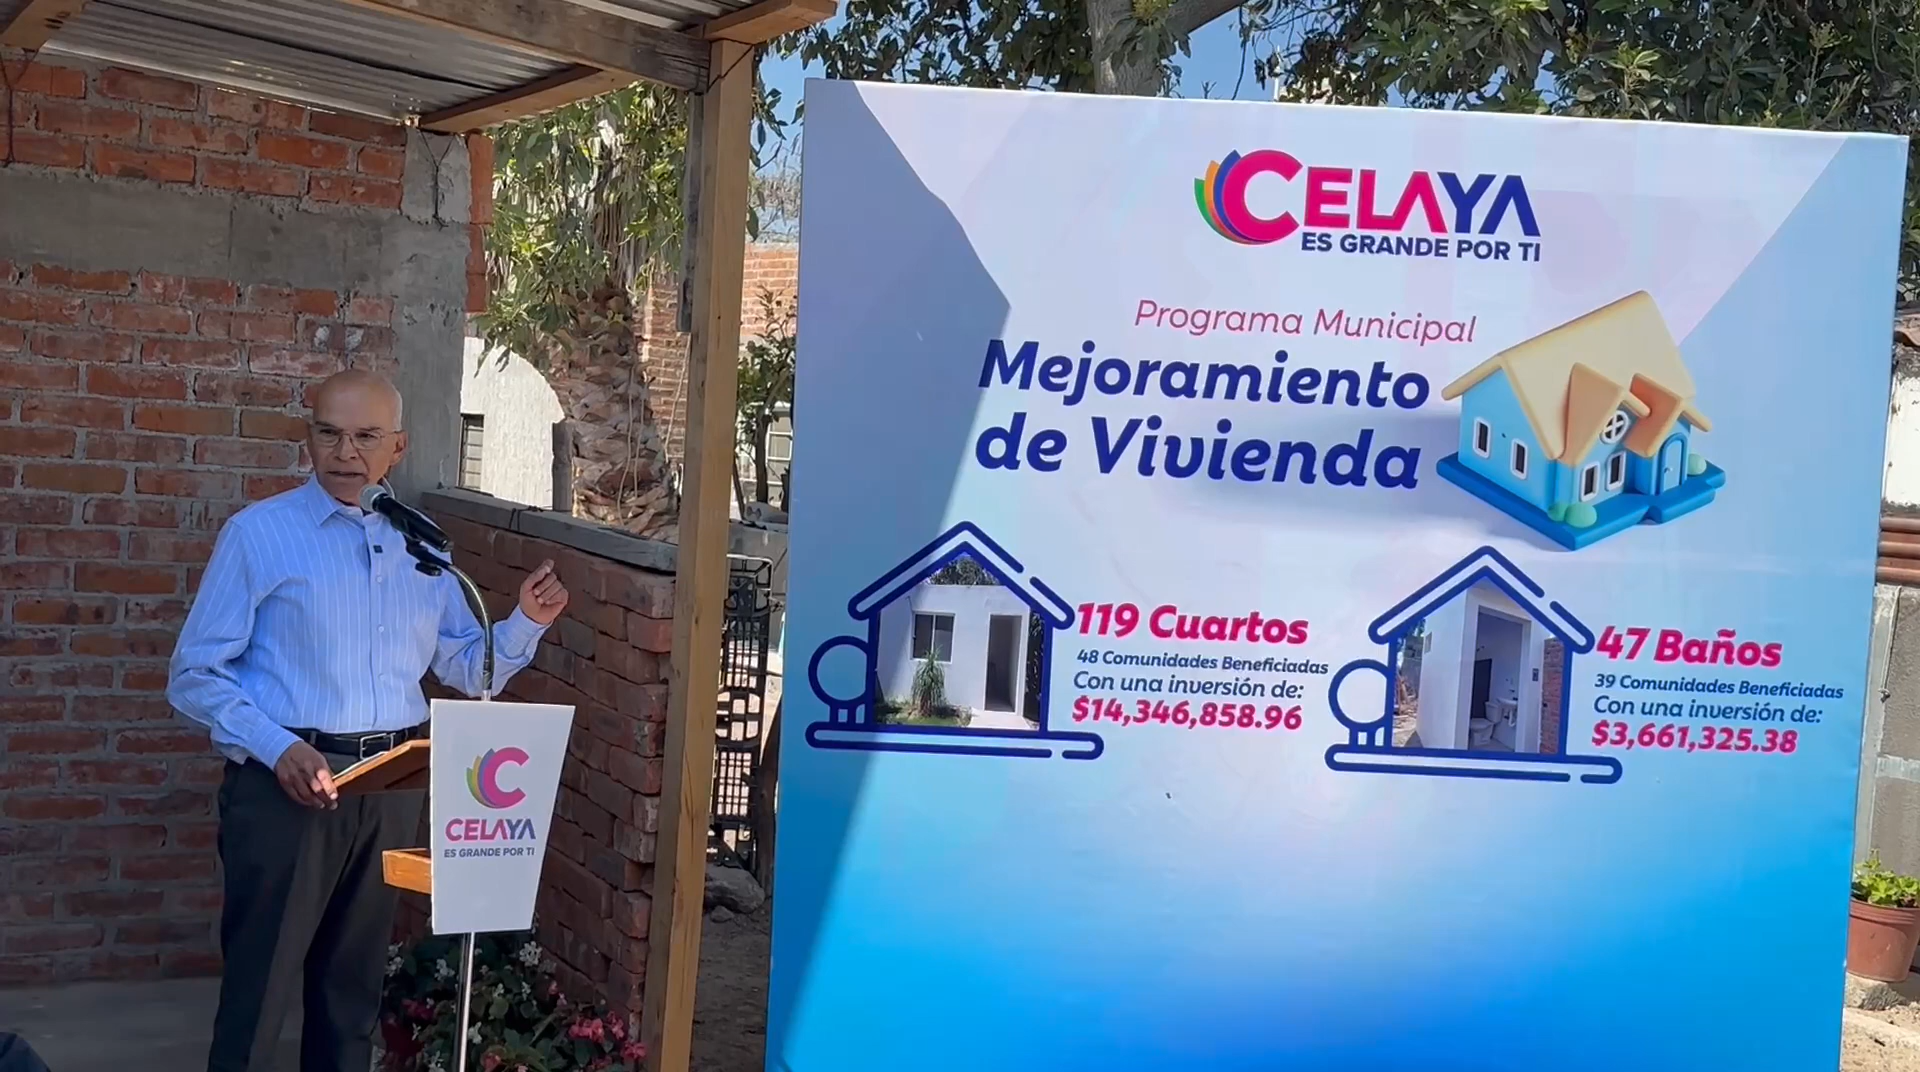 CELAYA
ES GRANDE POR TI
Programa Municipal
Mejoramiento
de Vivienda
119 Cuartos
48 Comunidades Beneficiadas
Con una inversión de:
$14,346,858.96
47 Baños
39 Comunidades Beneficiadas
Con una inversión de:
$3,661,325.38
CELAYA
ES GRANDE POR TI